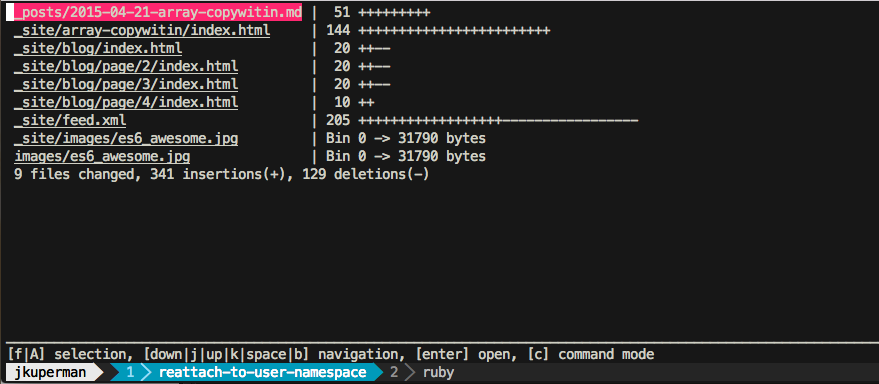 _posts/2015-04-21-array-copywitin.md | 51 +++++++++
_site/array-copywitin/index.html | 144 ++++++++++++++++++++++++
_site/blog/index.html | 20 ++--
_site/blog/page/2/index.html | 20 ++--
_site/blog/page/3/index.html | 20 ++--
_site/blog/page/4/index.html | 10 ++
_site/feed.xml | 205 ++++++++++++++++++-----------------
_site/images/es6_awesome.jpg | Bin 0 -> 31790 bytes
images/es6_awesome.jpg | Bin 0 -> 31790 bytes
9 files changed, 341 insertions(+), 129 deletions(-)
[f|A] selection, [down|j|up|k|space|b] navigation, [enter] open, [c] command mode
jkuperman 1 reattach-to-user-namespace 2 ruby